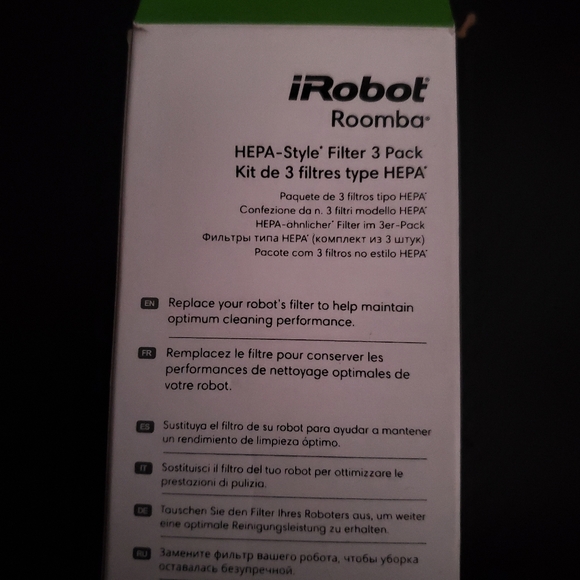 iRobot®
Roomba®
HEPA-Style* Filter 3 Pack
Kit de 3 filtres type HEPA*
Paquete de 3 filtros tipo HEPA*
Confezione da n. 3 filtri modello HEPA*
HEPA-ähnlicher* Filter im 3er-Pack
Фильтры типа HEPA* (комплект из 3 штук)
Pacote com 3 filtros no estilo HEPA*
EN Replace your robot's filter to help maintain
optimum cleaning performance.
FR Remplacez le filtre pour conserver les
performances de nettoyage optimales de
votre robot.
ES Sustituya el filtro de su robot para ayudar a mantener
un rendimiento de limpieza óptimo.
IT Sostituisci il filtro del tuo robot per ottimizzare le
prestazioni di pulizia.
DE Tauschen Sie den Filter Ihres Roboters aus, um weiter
eine optimale Reinigungsleistung zu erhalten.
RU Замените фильтр вашего робота, чтобы уборка
оставалась безупречной.